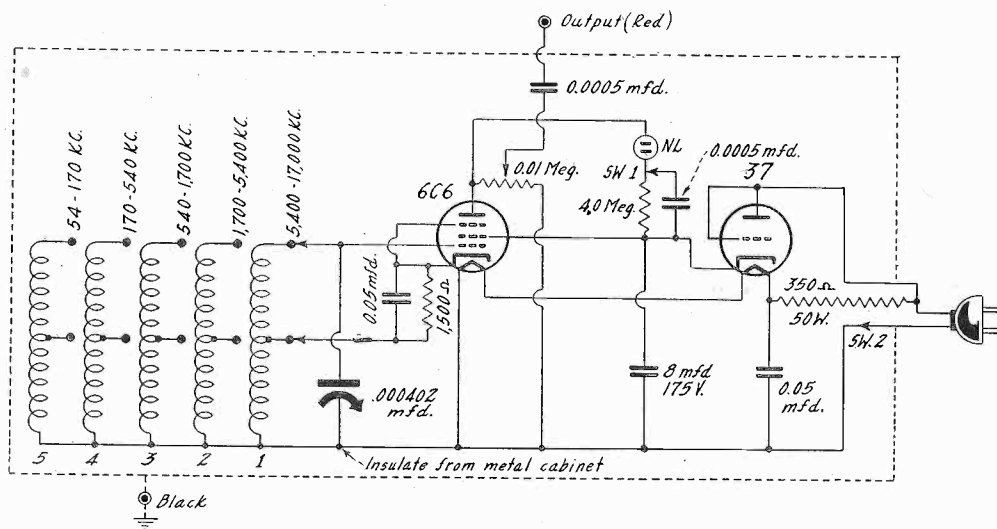 Output (Red)
0.0005 mfd.
54-170 KC.
170-540 KC.
540-1,700 KC.
1,700-5,400 KC.
5,400-17,000 KC.
6C6
0.01 Meg.
NL
SW 1
4.0 Meg.
0.0005 mfd.
37
0.05 mfd.
1,500 Ω
350 Ω
50 W.
SW. 2
.000402
mfd.
8 mfd
175 V.
0.05
mfd.
5
4
3
2
1
Insulate from metal cabinet
Black